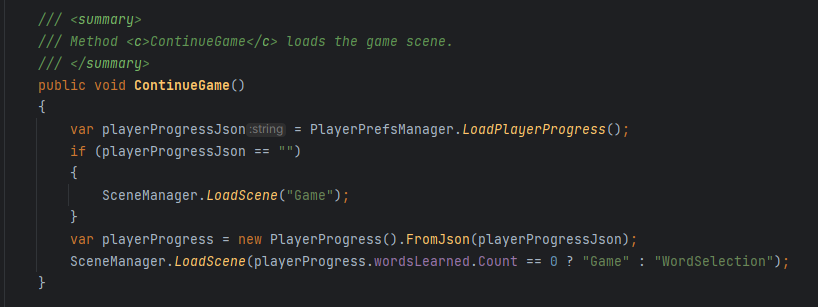 /// <summary>
/// Method <c>ContinueGame</c> loads the game scene.
/// </summary>
public void ContinueGame()
{
var playerProgressJson :string = PlayerPrefsManager.LoadPlayerProgress();
if (playerProgressJson == "")
{
SceneManager.LoadScene("Game");
}
var playerProgress = new PlayerProgress().FromJson(playerProgressJson);
SceneManager.LoadScene(playerProgress.wordsLearned.Count == 0 ? "Game" : "WordSelection");
}